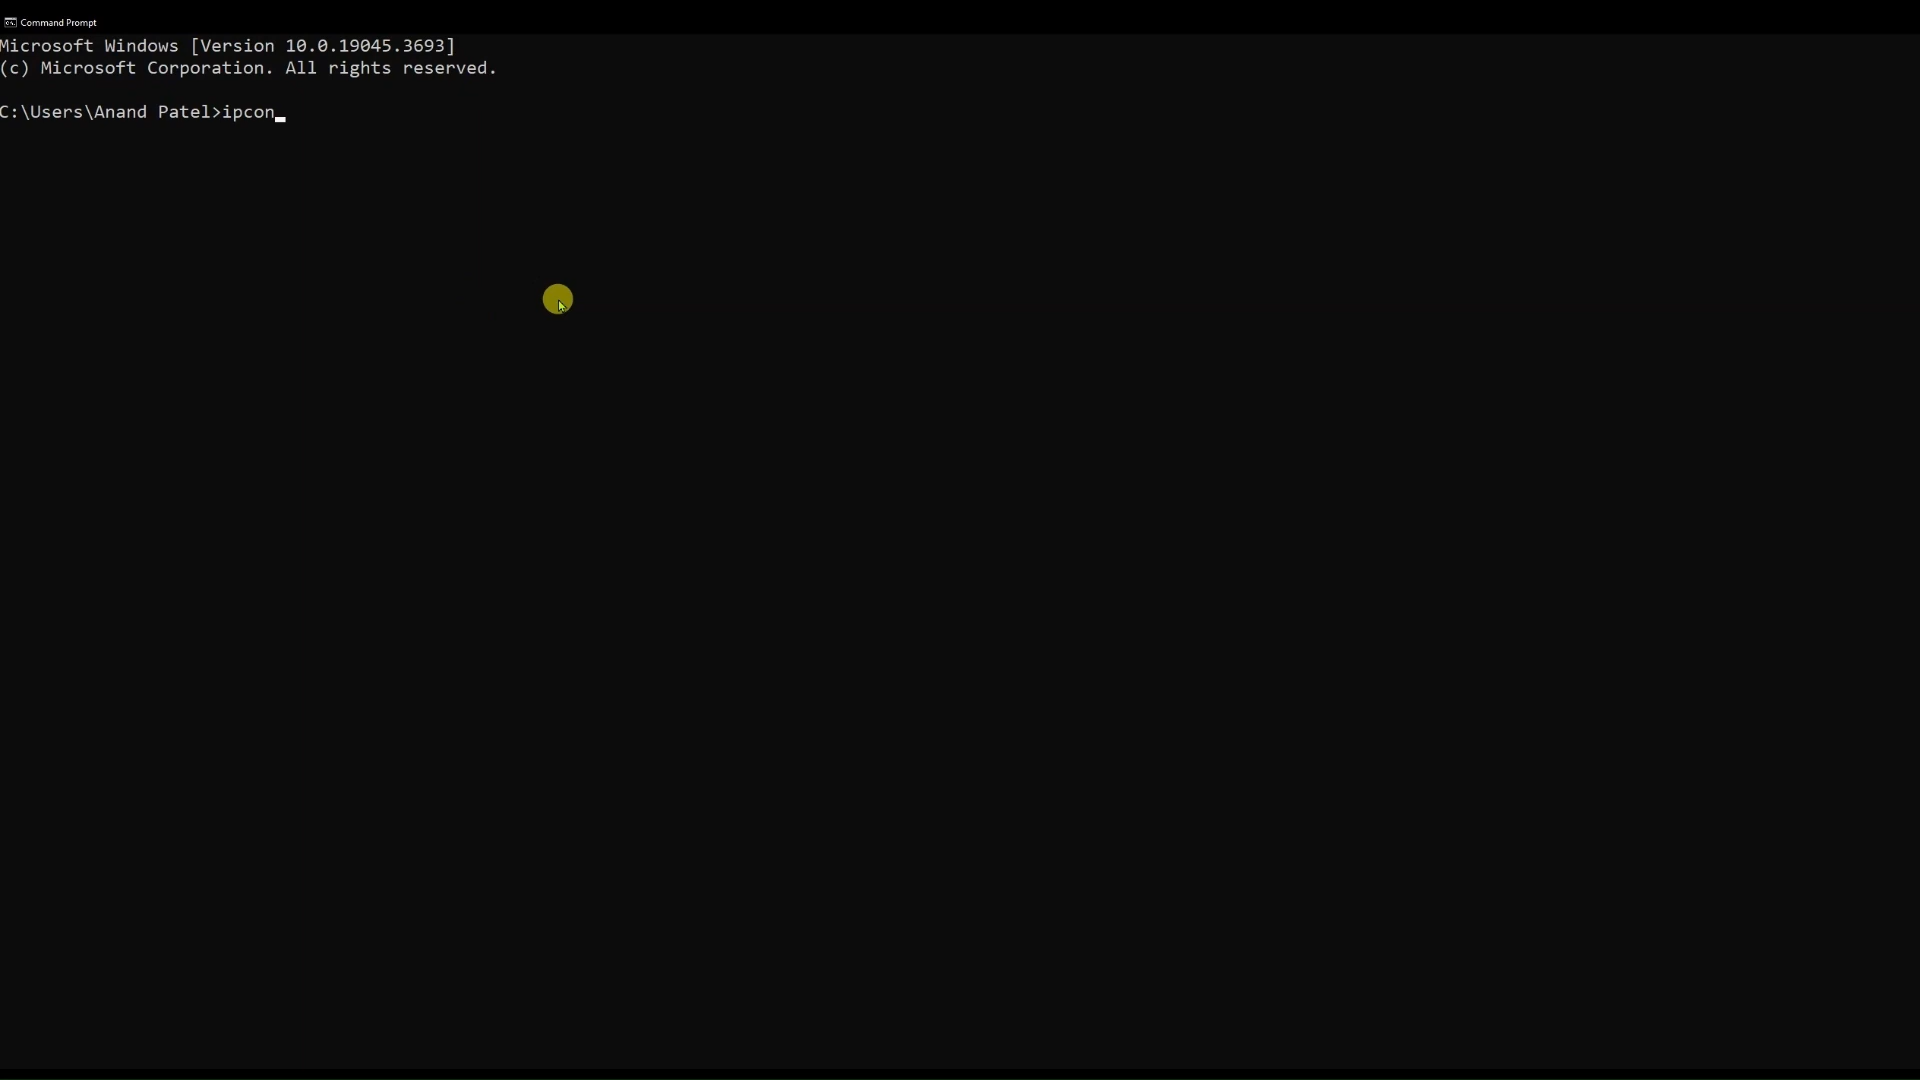 Command Prompt
Microsoft Windows [Version 10.0.19045.3693]
(c) Microsoft Corporation. All rights reserved.
C:\Users\Anand Patel>ipcon